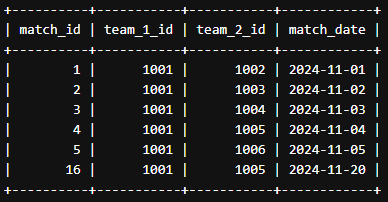 +----------+-----------+-----------+------------+
| match_id | team_1_id | team_2_id | match_date |
+----------+-----------+-----------+------------+
|        1 |      1001 |      1002 | 2024-11-01 |
|        2 |      1001 |      1003 | 2024-11-02 |
|        3 |      1001 |      1004 | 2024-11-03 |
|        4 |      1001 |      1005 | 2024-11-04 |
|        5 |      1001 |      1006 | 2024-11-05 |
|       16 |      1001 |      1005 | 2024-11-20 |
+----------+-----------+-----------+------------+